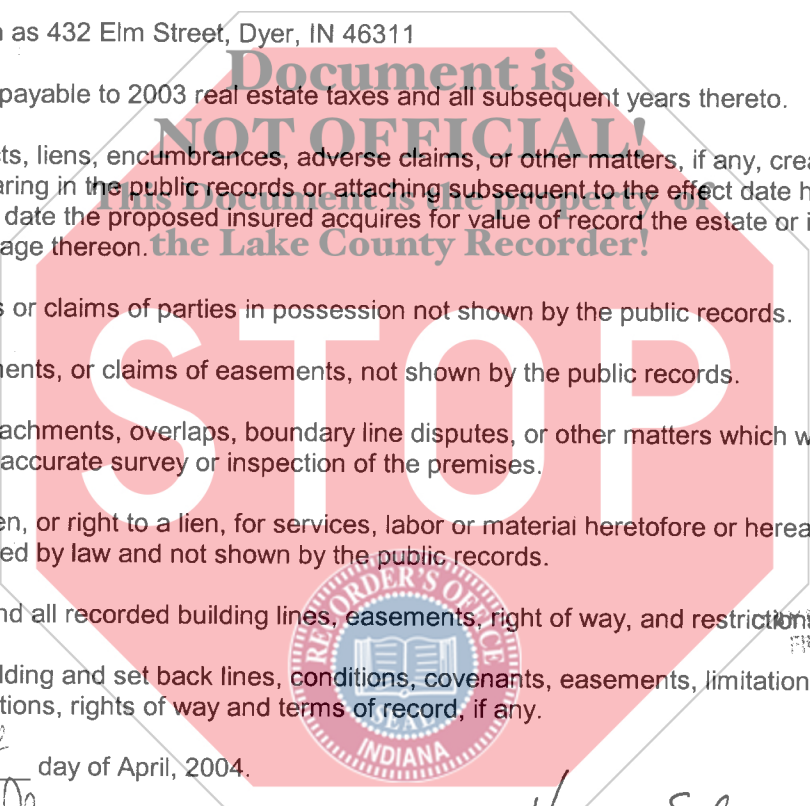 as 432 Elm Street, Dyer, IN 46311
Document is
payable to 2003 real estate taxes and all subsequent years thereto.
NOT OFFICIAL!
ts, liens, encumbrances, adverse claims, or other matters, if any, crea
aring in the public records or attaching subsequent to the effect date h
This Document is the property of
date the proposed insured acquires for value of record the estate or i
age thereon.
the Lake County Recorder!
s or claims of parties in possession not shown by the public records.
STOP
ents, or claims of easements, not shown by the public records.
achments, overlaps, boundary line disputes, or other matters which w
accurate survey or inspection of the premises.
en, or right to a lien, for services, labor or material heretofore or herea
ed by law and not shown by the public records.
RECORDER'S OFFICE
nd all recorded building lines, easements, right of way, and restrictions
lding and set back lines, conditions, covenants, easements, limitation
tions, rights of way and terms of record, if any.
SEAL
INDIANA
day of April, 2004.